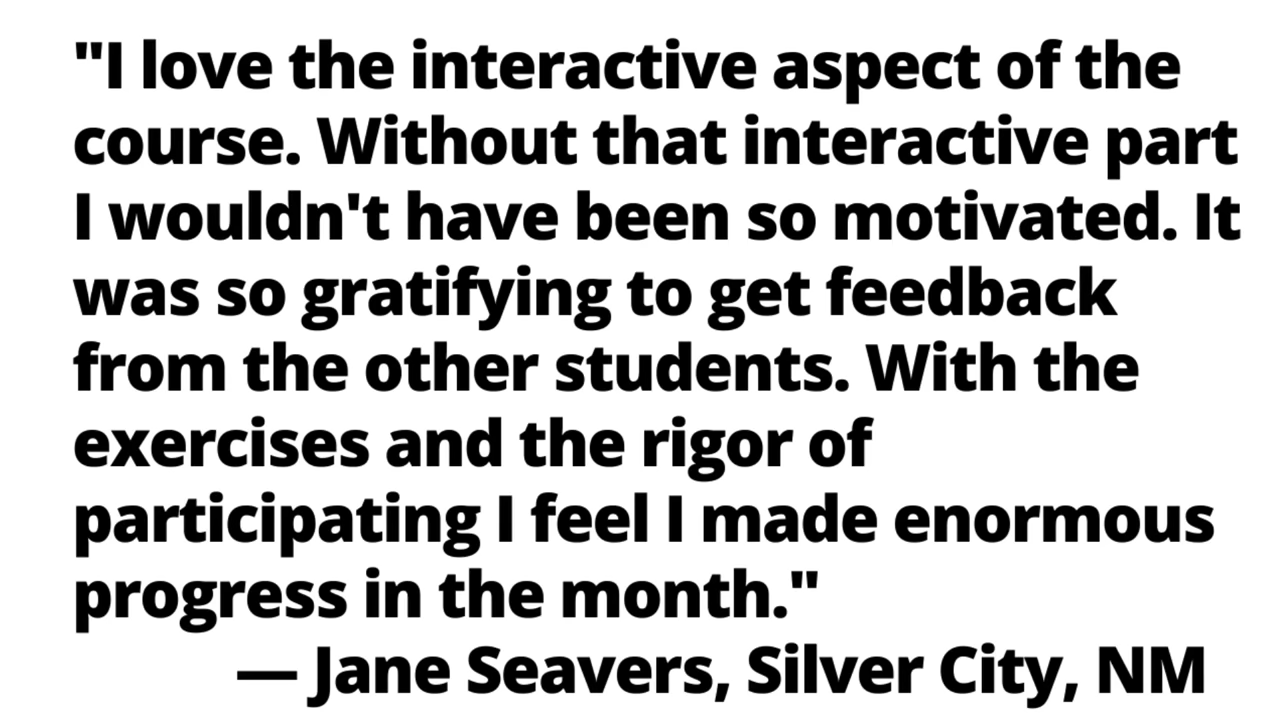 "I love the interactive aspect of the
course. Without that interactive part
I wouldn't have been so motivated. It
was so gratifying to get feedback
from the other students. With the
exercises and the rigor of
participating I feel I made enormous
progress in the month."
— Jane Seavers, Silver City, NM